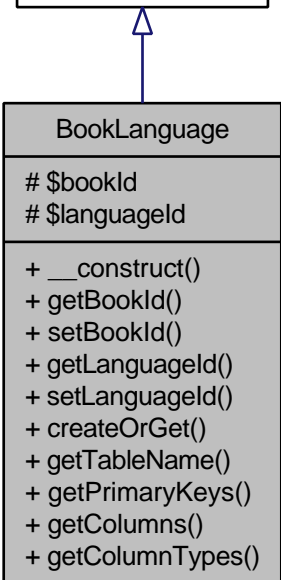 BookLanguage
# $bookId
# $languageId
+ __construct()
+ getBookId()
+ setBookId()
+ getLanguageId()
+ setLanguageId()
+ createOrGet()
+ getTableName()
+ getPrimaryKeys()
+ getColumns()
+ getColumnTypes()